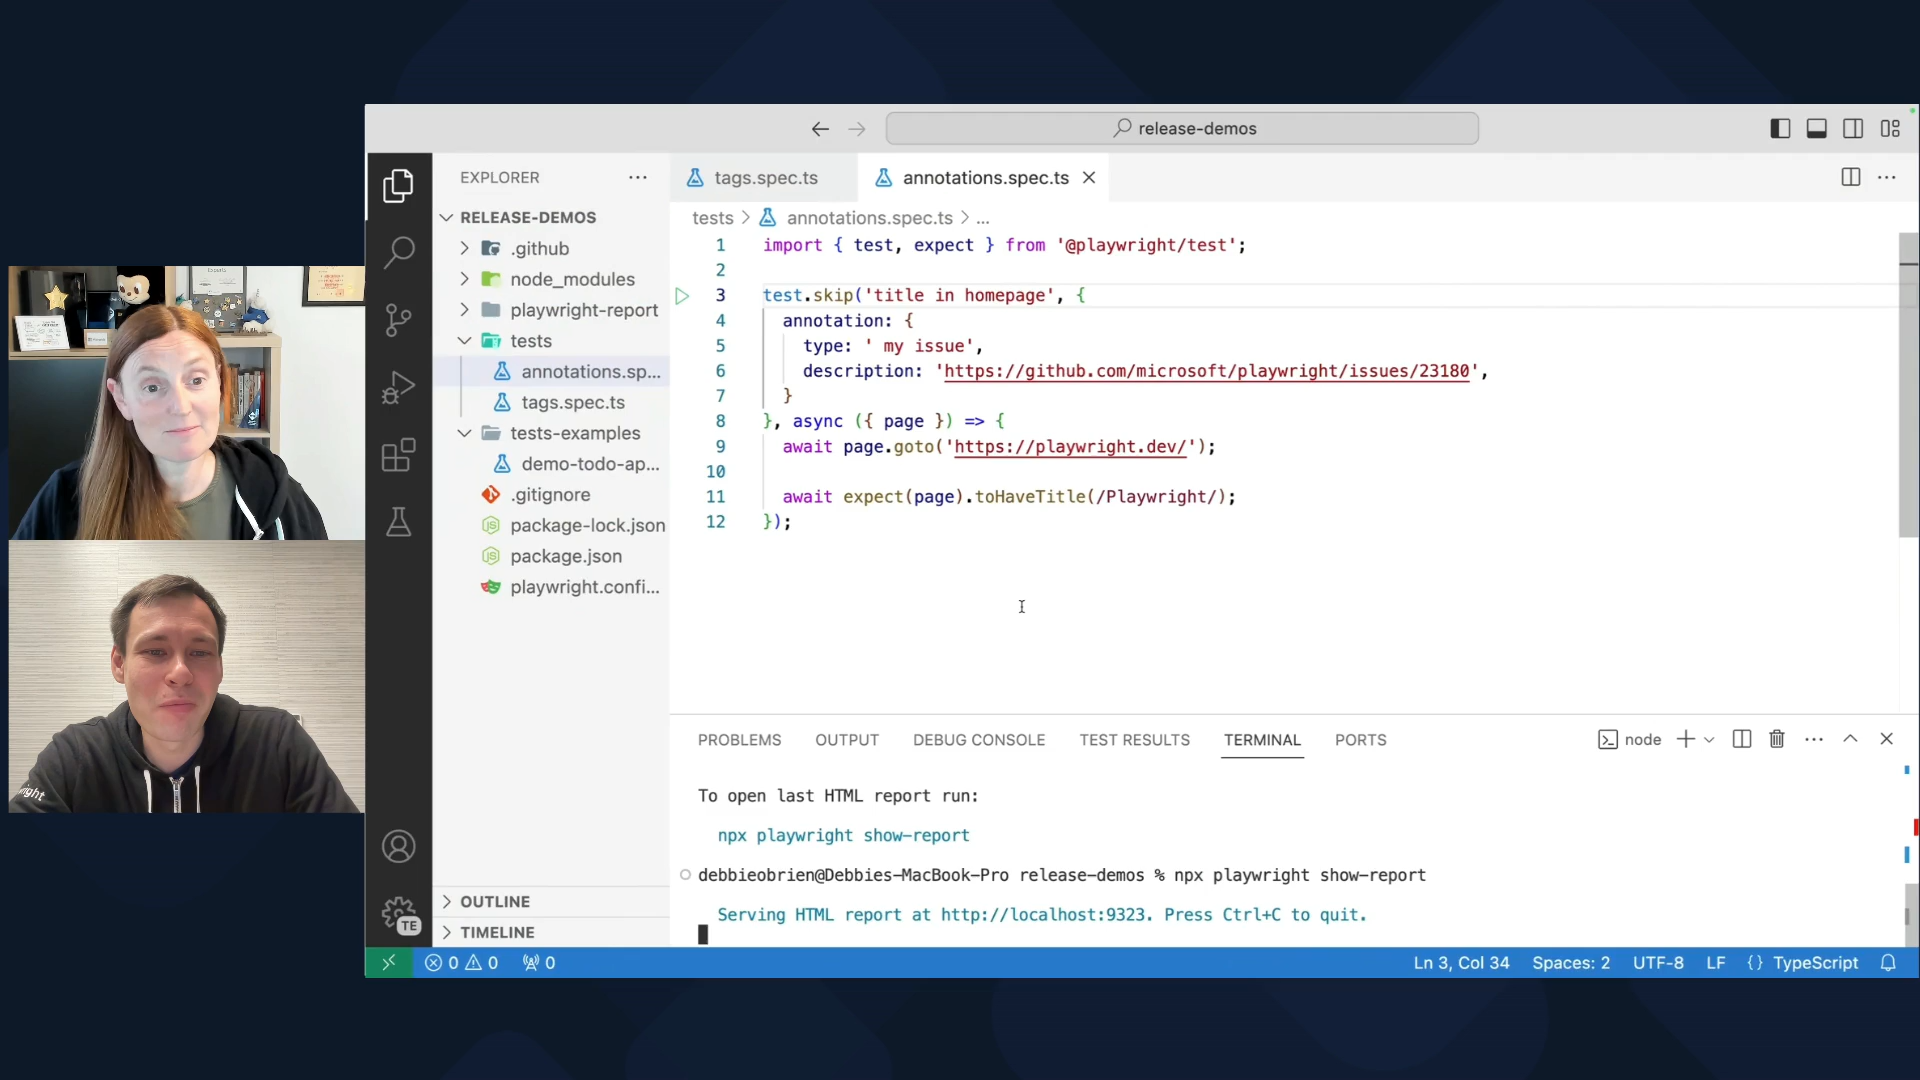 release-demos
EXPLORER
RELEASE-DEMOS
.github
node_modules
playwright-report
tests
annotations.sp...
tags.spec.ts
tests-examples
demo-todo-ap...
.gitignore
package-lock.json
package.json
playwright.confi...
OUTLINE
TIMELINE
tags.spec.ts
annotations.spec.ts
tests > annotations.spec.ts > ...
1 import { test, expect } from '@playwright/test';
2
3 test.skip('title in homepage', {
4 annotation: {
5 type: ' my issue',
6 description: 'https://github.com/microsoft/playwright/issues/23180',
7 }
8 }, async ({ page }) => {
9 await page.goto('https://playwright.dev/');
10
11 await expect(page).toHaveTitle(/Playwright/);
12 });
PROBLEMS OUTPUT DEBUG CONSOLE TEST RESULTS TERMINAL PORTS
node
To open last HTML report run:
npx playwright show-report
debbieobrien@Debbies-MacBook-Pro release-demos % npx playwright show-report
Serving HTML report at http://localhost:9323. Press Ctrl+C to quit.
TE
0 0 0
Ln 3, Col 34 Spaces: 2 UTF-8 LF {} TypeScript